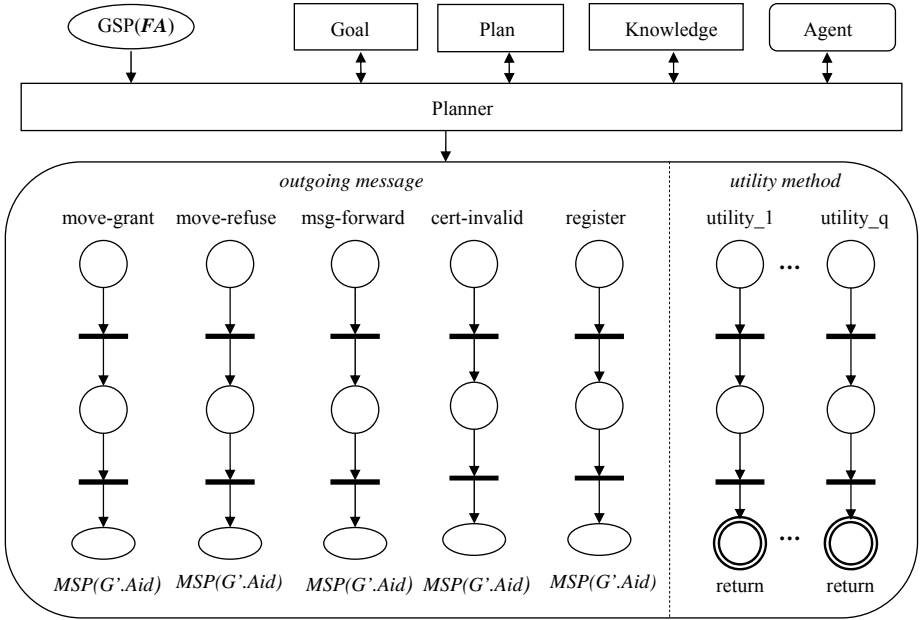 GSP(FA) Goal Plan Knowledge Agent
Planner
outgoing message utility method
move-grant move-refuse msg-forward cert-invalid register utility_1 utility_q
...
...
MSP(G'.Aid) MSP(G'.Aid) MSP(G'.Aid) MSP(G'.Aid) MSP(G'.Aid) return return